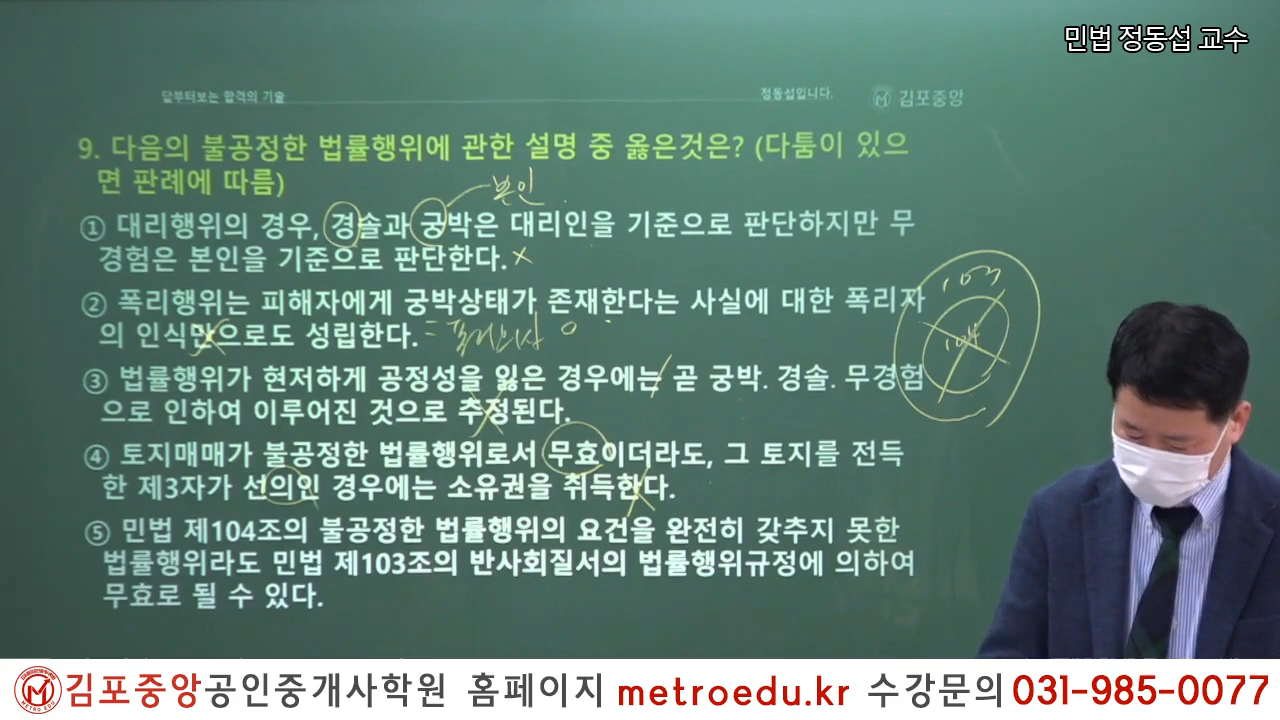 민법 정동섭 교수
답부터보는 합격의 기술
정동섭입니다.
김포중앙
9. 다음의 불공정한 법률행위에 관한 설명 중 옳은것은? (다툼이 있으
면 판례에 따름)
본인
① 대리행위의 경우, 경솔과 궁박은 대리인을 기준으로 판단하지만 무
경험은 본인을 기준으로 판단한다.
103
104
② 폭리행위는 피해자에게 궁박상태가 존재한다는 사실에 대한 폭리자
의 인식만으로도 성립한다.
③ 법률행위가 현저하게 공정성을 잃은 경우에는 곧 궁박. 경솔. 무경험
으로 인하여 이루어진 것으로 추정된다.
④ 토지매매가 불공정한 법률행위로서 무효이더라도, 그 토지를 전득
한 제3자가 선의인 경우에는 소유권을 취득한다.
⑤ 민법 제104조의 불공정한 법률행위의 요건을 완전히 갖추지 못한
법률행위라도 민법 제103조의 반사회질서의 법률행위규정에 의하여
무효로 될 수 있다.
METRO EDU
김포중앙공인중개사학원 홈페이지 metroedu.kr 수강문의 031-985-0077